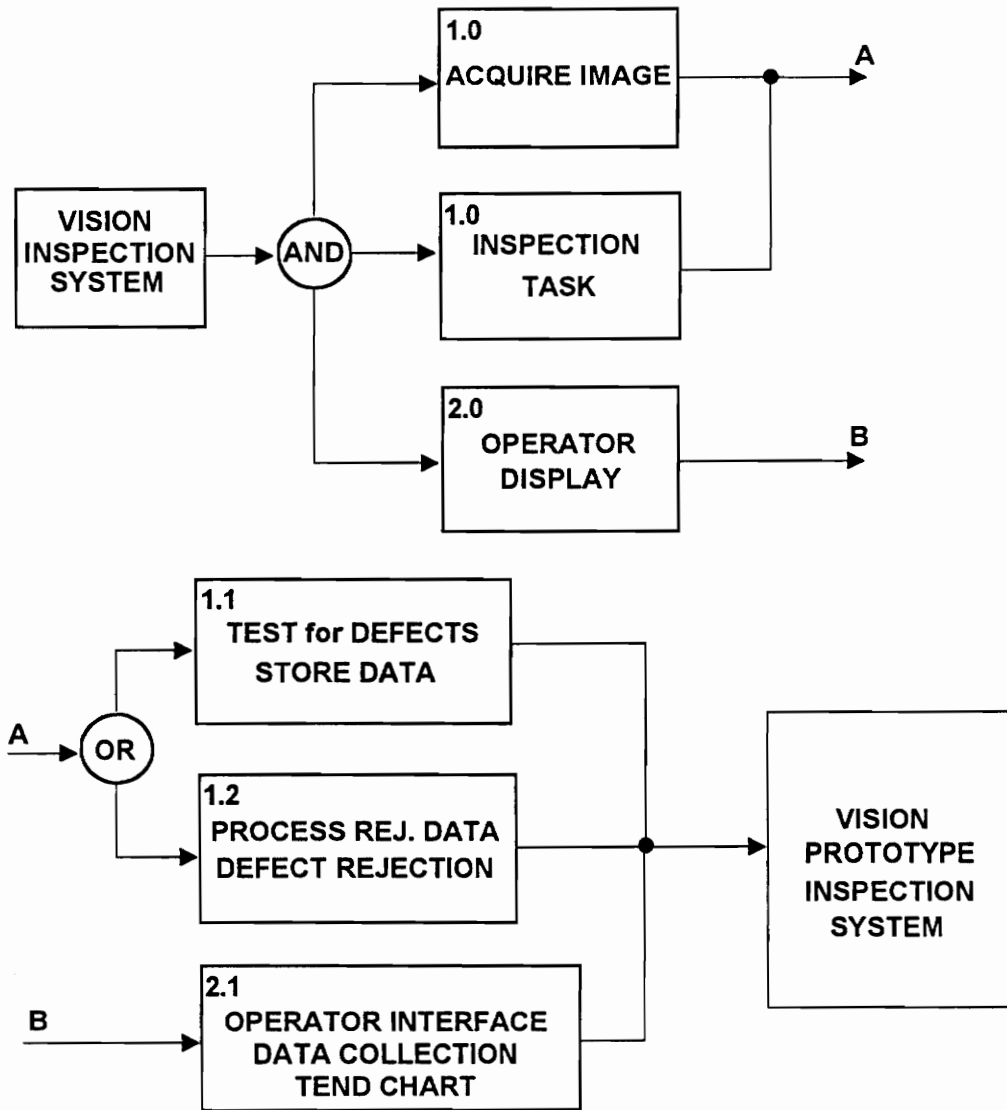 1.0
ACQUIRE IMAGE
A
VISION
INSPECTION
SYSTEM
AND
1.0
INSPECTION
TASK
2.0
OPERATOR
DISPLAY
B
1.1
TEST for DEFECTS
STORE DATA
A
OR
1.2
PROCESS REJ. DATA
DEFECT REJECTION
VISION
PROTOTYPE
INSPECTION
SYSTEM
B
2.1
OPERATOR INTERFACE
DATA COLLECTION
TEND CHART